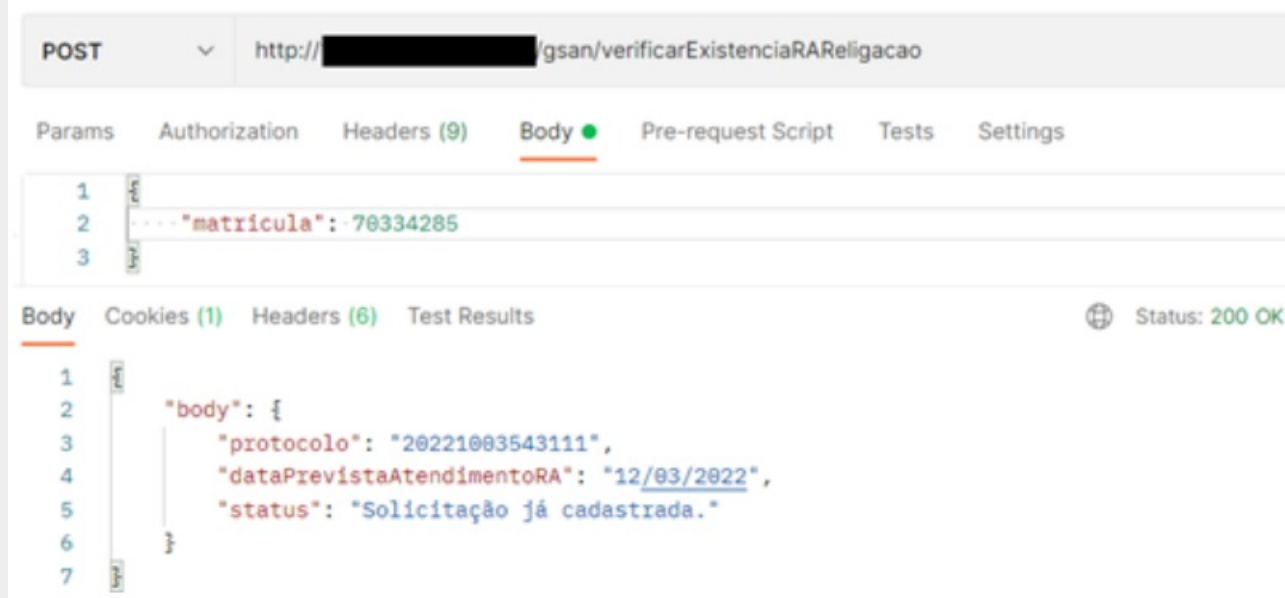 POST http:// /gsan/verificarExistenciaRAReligacao
Params Authorization Headers (9) Body Pre-request Script Tests Settings
1 {
2 "matricula": 70334285
3 }
Body Cookies (1) Headers (6) Test Results Status: 200 OK
1 {
2 "body": {
3 "protocolo": "20221003543111",
4 "dataPrevistaAtendimentoRA": "12/03/2022",
5 "status": "Solicitação já cadastrada."
6 }
7 }